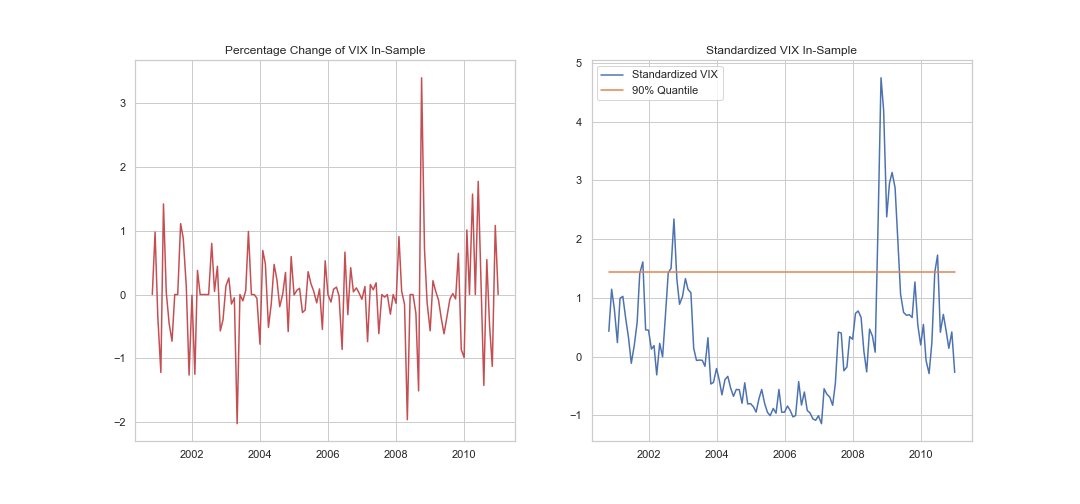 Percentage Change of VIX In-Sample
3
2
1
0
−1
−2
2002 2004 2006 2008 2010
Standardized VIX In-Sample
Standardized VIX
90% Quantile
5
4
3
2
1
0
−1
2002 2004 2006 2008 2010